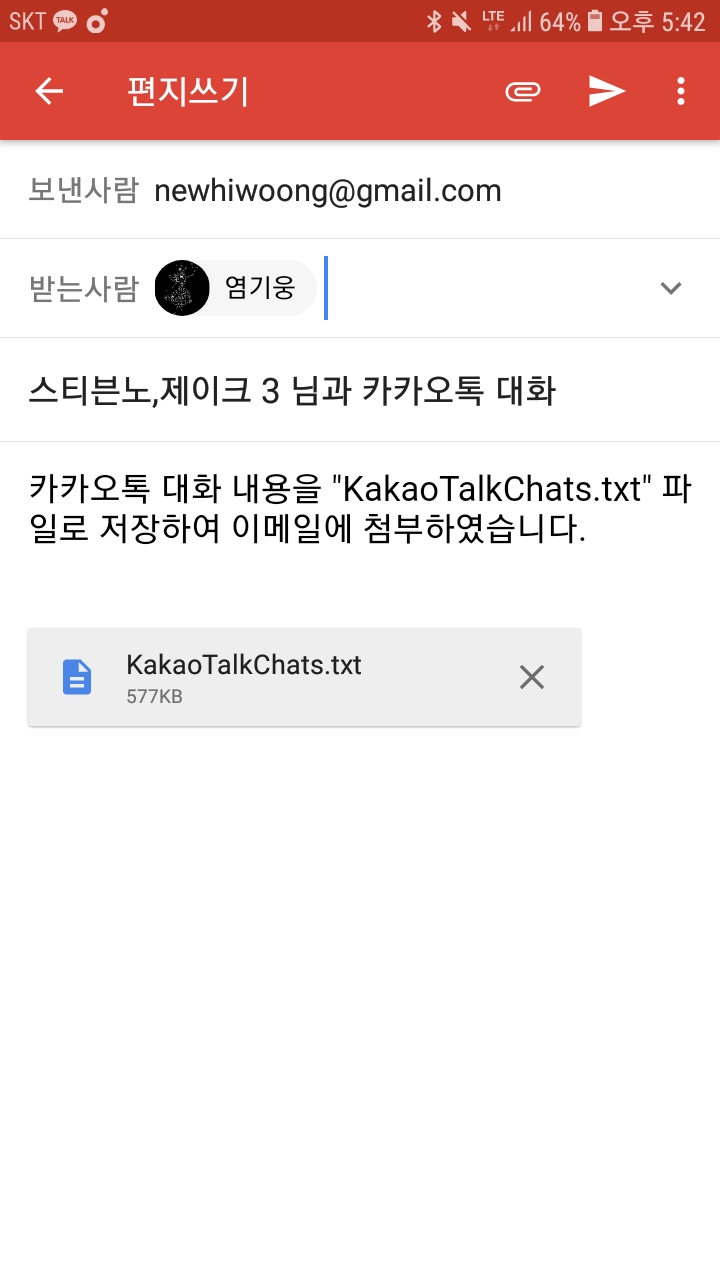 SKT TALK LTE 64% 오후 5:42
편지쓰기
보낸사람 newhiwoong@gmail.com
받는사람 염기웅
스티븐노,제이크 3 님과 카카오톡 대화
카카오톡 대화 내용을 "KakaoTalkChats.txt" 파
일로 저장하여 이메일에 첨부하였습니다.
KakaoTalkChats.txt
577KB